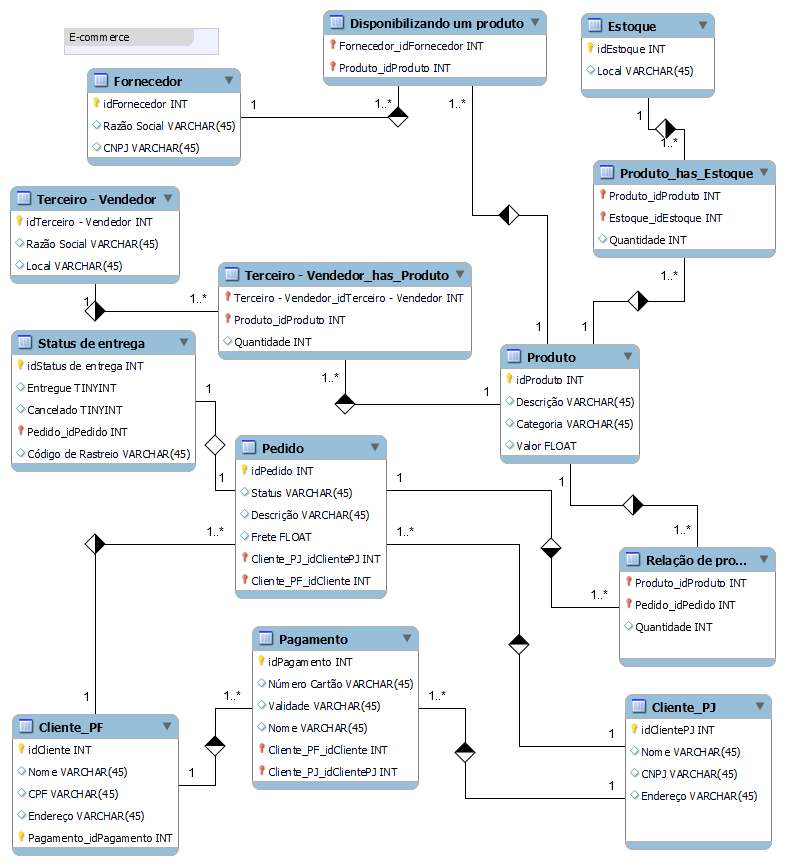 E-commerce
Disponibilizando um produto
Fornecedor_idFornecedor INT
Produto_idProduto INT
Estoque
idEstoque INT
Local VARCHAR(45)
Fornecedor
idFornecedor INT
Razão Social VARCHAR(45)
CNPJ VARCHAR(45)
1
1..*
1..*
1
1..*
Produto_has_Estoque
Produto_idProduto INT
Estoque_idEstoque INT
Quantidade INT
Terceiro - Vendedor
idTerceiro - Vendedor INT
Razão Social VARCHAR(45)
Local VARCHAR(45)
1
1..*
Terceiro - Vendedor_has_Produto
Terceiro - Vendedor_idTerceiro - Vendedor INT
Produto_idProduto INT
Quantidade INT
1..*
1
1
1..*
1
Produto
idProduto INT
Descrição VARCHAR(45)
Categoria VARCHAR(45)
Valor FLOAT
Status de entrega
idStatus de entrega INT
Entregue TINYINT
Cancelado TINYINT
Pedido_idPedido INT
Código de Rastreio VARCHAR(45)
1
1
Pedido
idPedido INT
Status VARCHAR(45)
Descrição VARCHAR(45)
Frete FLOAT
Cliente_PJ_idClientePJ INT
Cliente_PF_idCliente INT
1..*
1
1..*
1
1..*
1..*
Relação de pro...
Produto_idProduto INT
Pedido_idPedido INT
Quantidade INT
Pagamento
idPagamento INT
Número Cartão VARCHAR(45)
Validade VARCHAR(45)
Nome VARCHAR(45)
Cliente_PF_idCliente INT
Cliente_PJ_idClientePJ INT
1
1..*
1..*
1
1
1
Cliente_PF
idCliente INT
Nome VARCHAR(45)
CPF VARCHAR(45)
Endereço VARCHAR(45)
Pagamento_idPagamento INT
Cliente_PJ
idClientePJ INT
Nome VARCHAR(45)
CNPJ VARCHAR(45)
Endereço VARCHAR(45)